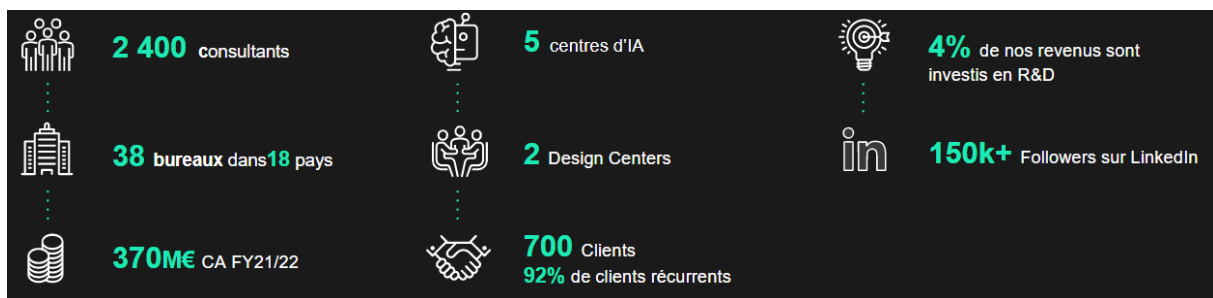 2 400 consultants
38 bureaux dans18 pays
370M€ CA FY21/22
5 centres d'IA
2 Design Centers
700 Clients
92% de clients récurrents
4% de nos revenus sont
investis en R&D
in
150k+ Followers sur LinkedIn